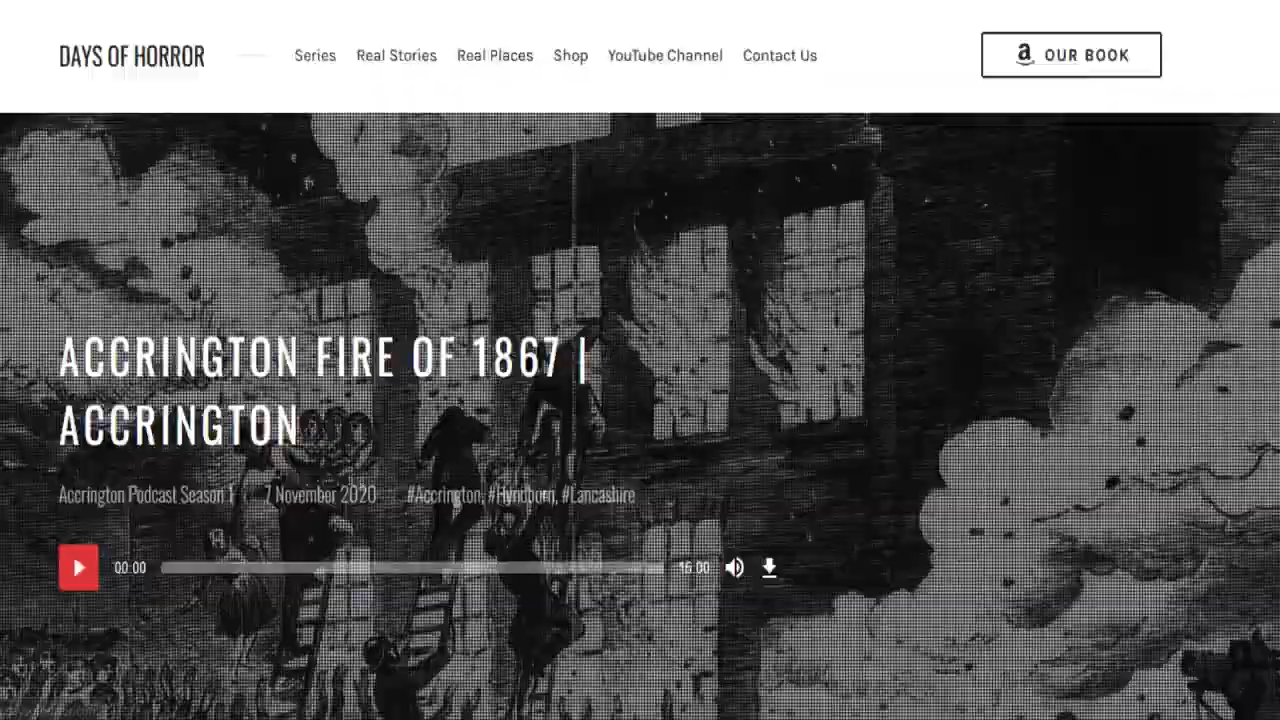 DAYS OF HORROR
Series Real Stories Real Places Shop YouTube Channel Contact Us
a OUR BOOK
ACCRINGTON FIRE OF 1867 |
ACCRINGTON
Accrington Podcast Season 1 7 November 2020 #Accrington, #Hyndburn, #Lancashire
00:00 15:00